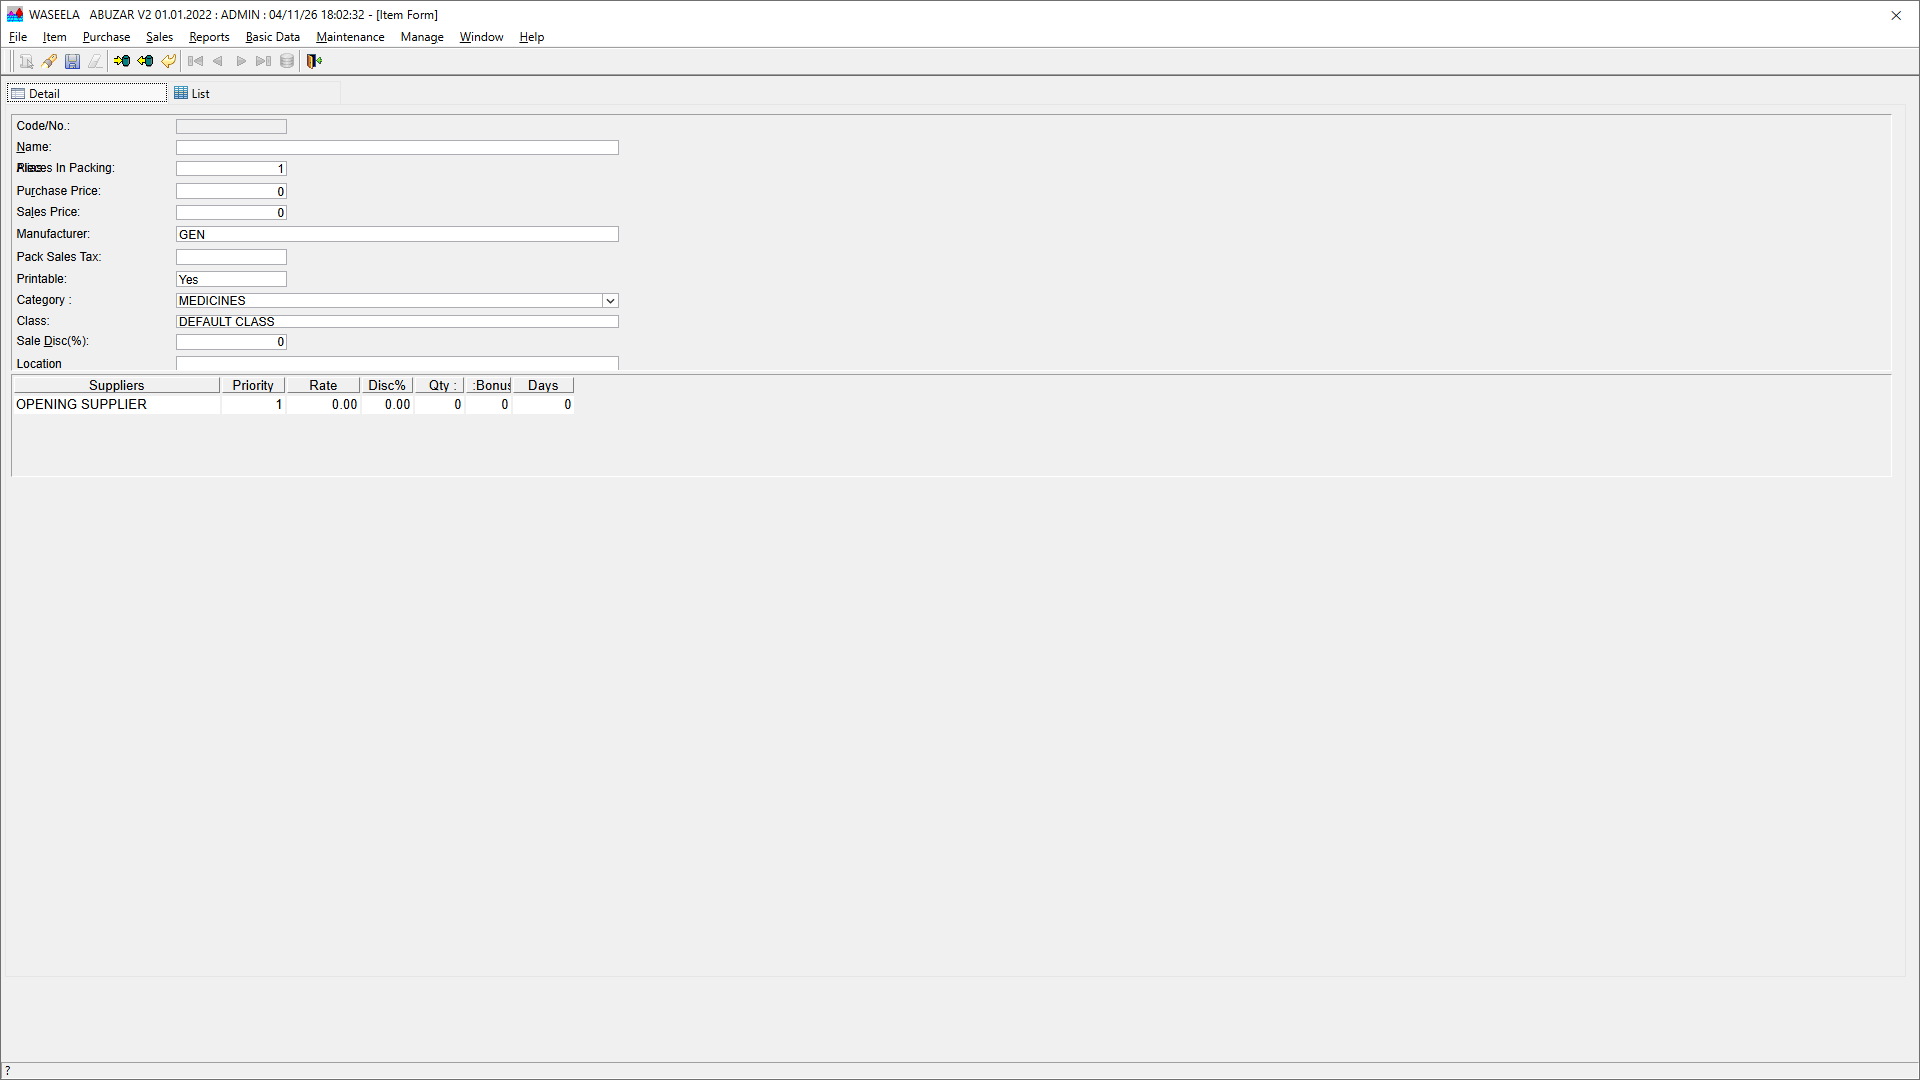 WASEELA ABUZAR V2 01.01.2022 : ADMIN : 04/11/26 18:02:32 - [Item Form]
File Item Purchase Sales Reports Basic Data Maintenance Manage Window Help
Detail List
Code/No.:
Name:
Pieces In Packing: 1
Purchase Price: 0
Sales Price: 0
Manufacturer: GEN
Pack Sales Tax:
Printable: Yes
Category : MEDICINES
Class: DEFAULT CLASS
Sale Disc(%): 0
Location
Suppliers Priority Rate Disc% Qty : :Bonus Days
OPENING SUPPLIER 1 0.00 0.00 0 0 0
?